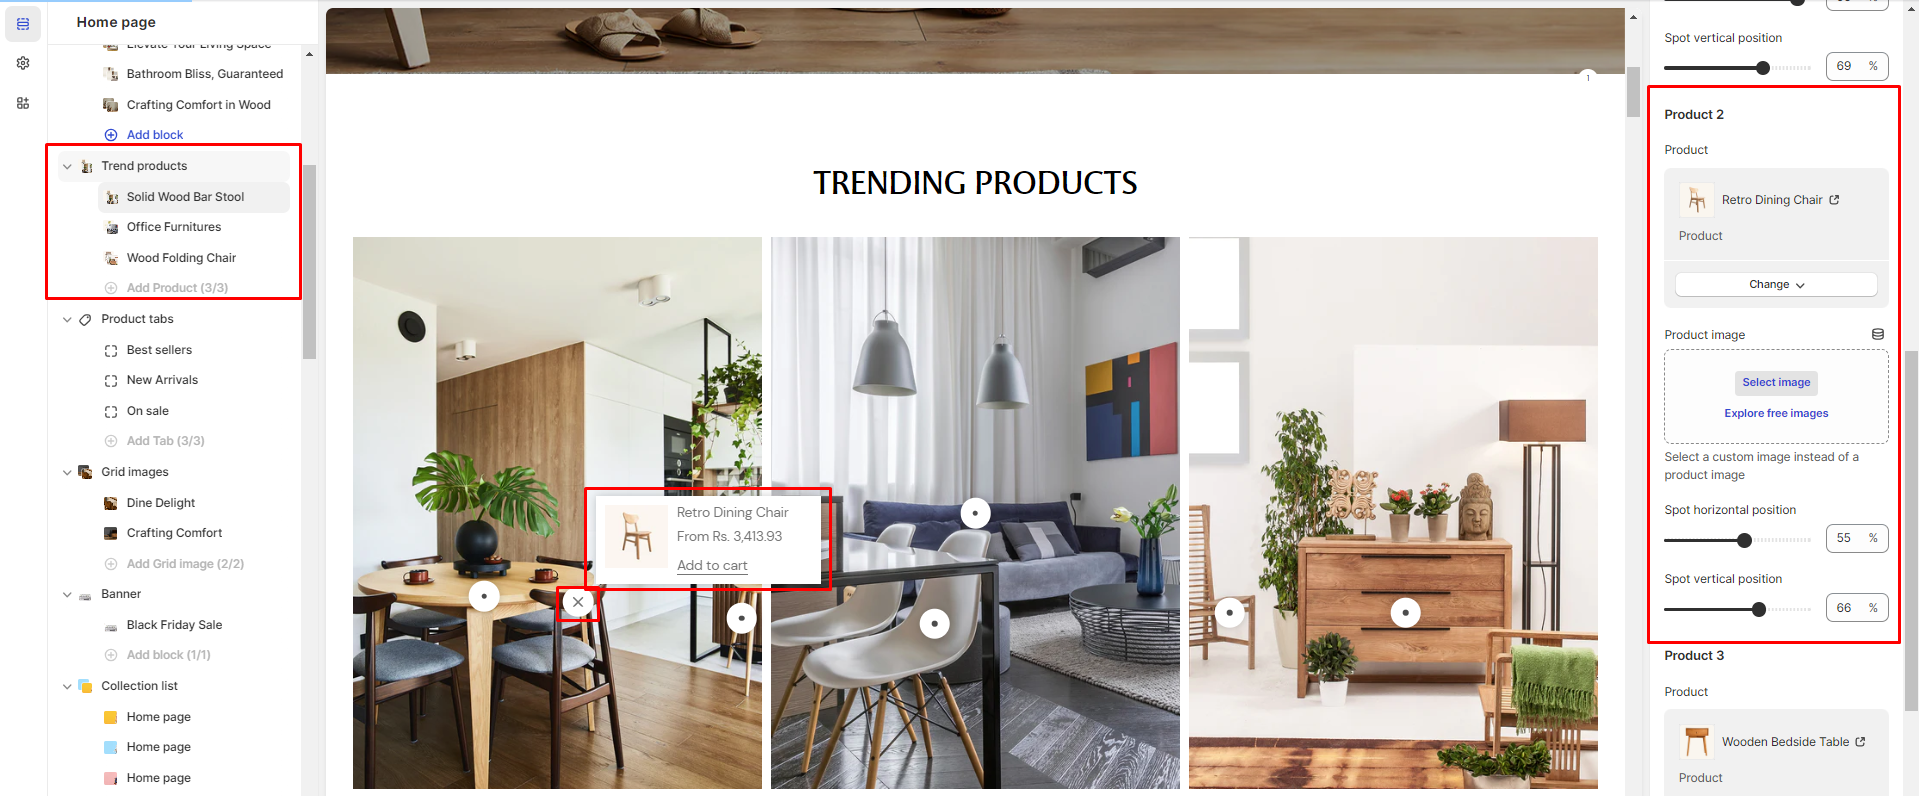 Home page
Elevate Your Living Space
Bathroom Bliss, Guaranteed
Crafting Comfort in Wood
Add block
Trend products
Solid Wood Bar Stool
Office Furnitures
Wood Folding Chair
Add Product (3/3)
Product tabs
Best sellers
New Arrivals
On sale
Add Tab (3/3)
Grid images
Dine Delight
Crafting Comfort
Add Grid image (2/2)
Banner
Black Friday Sale
Add block (1/1)
Collection list
Home page
Home page
Home page
1
TRENDING PRODUCTS
Retro Dining Chair
From Rs. 3,413.93
Add to cart
Spot vertical position
69 %
Product 2
Product
Retro Dining Chair
Product
Change
Product image
Select image
Explore free images
Select a custom image instead of a
product image
Spot horizontal position
55 %
Spot vertical position
66 %
Product 3
Product
Wooden Bedside Table
Product